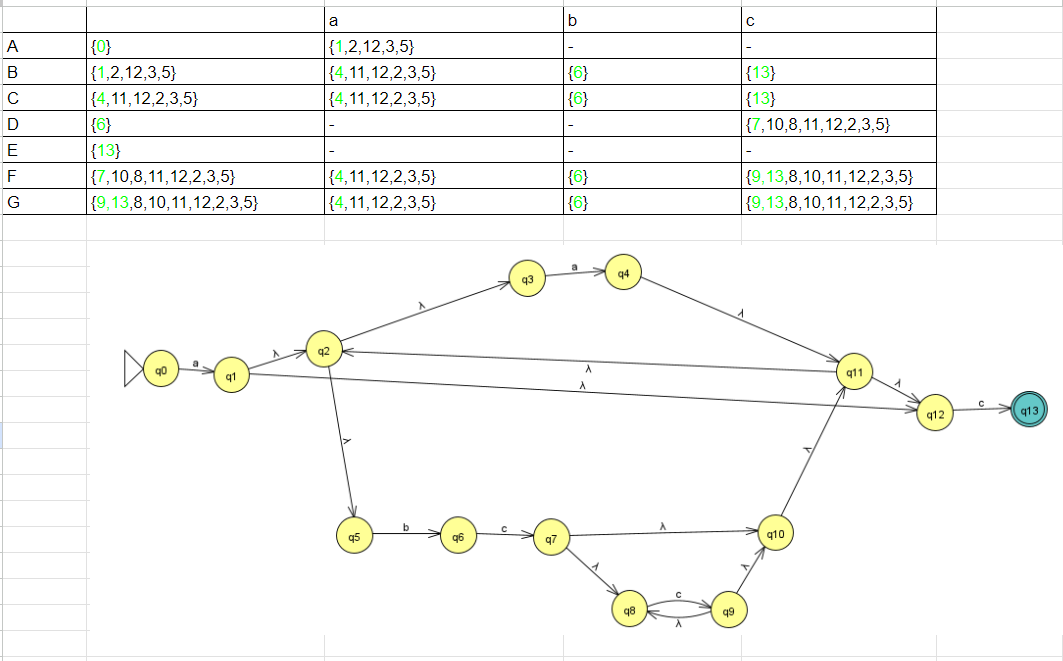 a b c
A {0} {1,2,12,3,5} - -
B {1,2,12,3,5} {4,11,12,2,3,5} {6} {13}
C {4,11,12,2,3,5} {4,11,12,2,3,5} {6} {13}
D {6} - - {7,10,8,11,12,2,3,5}
E {13} - - -
F {7,10,8,11,12,2,3,5} {4,11,12,2,3,5} {6} {9,13,8,10,11,12,2,3,5}
G {9,13,8,10,11,12,2,3,5} {4,11,12,2,3,5} {6} {9,13,8,10,11,12,2,3,5}
q3 a q4
λ
λ
q0 a q1 λ q2
λ
λ
q11 λ q12 c q13
λ
λ
q5 b q6 c q7 λ q10
λ
λ
q8 c q9
λ